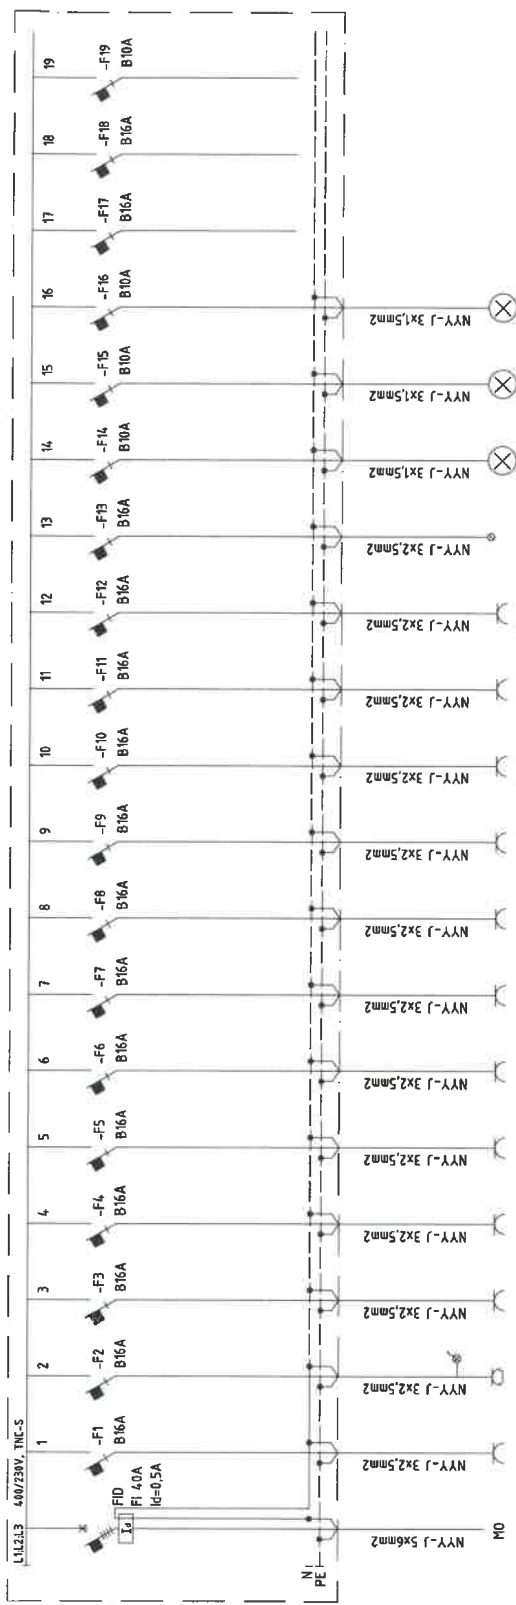 19
-F19
B10A
18
-F18
B16A
17
-F17
B16A
16
-F16
B10A
NYY-J 3x1,5mm2
15
-F15
B10A
NYY-J 3x1,5mm2
14
-F14
B10A
NYY-J 3x1,5mm2
13
-F13
B16A
NYY-J 3x2,5mm2
12
-F12
B16A
NYY-J 3x2,5mm2
11
-F11
B16A
NYY-J 3x2,5mm2
10
-F10
B16A
NYY-J 3x2,5mm2
9
-F9
B16A
NYY-J 3x2,5mm2
8
-F8
B16A
NYY-J 3x2,5mm2
7
-F7
B16A
NYY-J 3x2,5mm2
6
-F6
B16A
NYY-J 3x2,5mm2
5
-F5
B16A
NYY-J 3x2,5mm2
4
-F4
B16A
NYY-J 3x2,5mm2
3
-F3
B16A
NYY-J 3x2,5mm2
2
-F2
B16A
NYY-J 3x2,5mm2
1
-F1
B16A
NYY-J 3x2,5mm2
L1;L2;L3 400/230V, TNC-S
FID
FI 40A
Id=0,5A
Id
N
PE
NYY-J 5x6mm2
MO